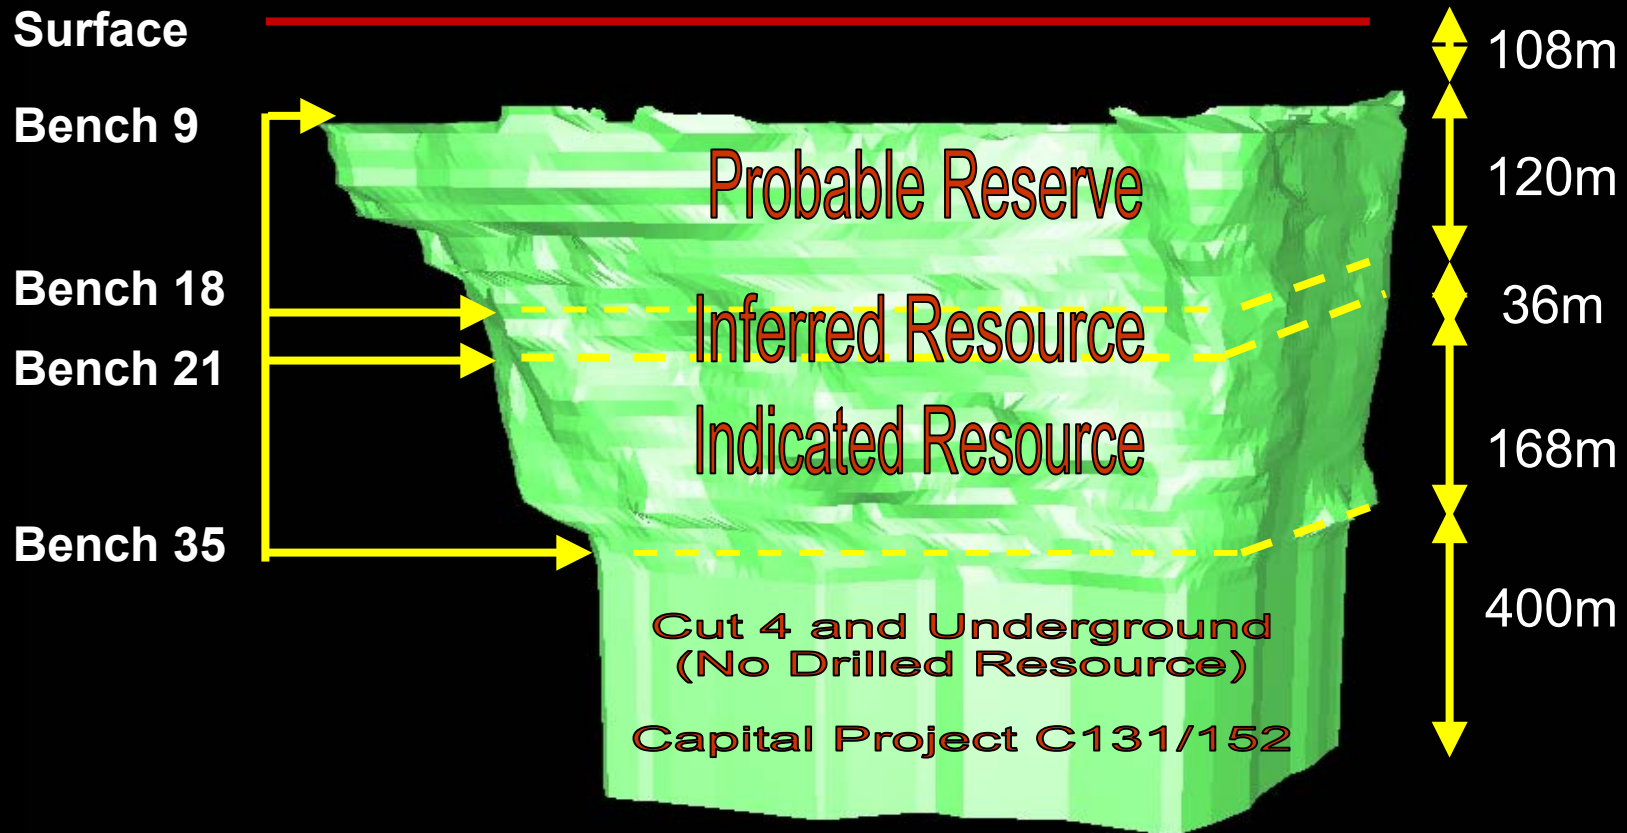 Surface
108m
Bench 9
Probable Reserve
120m
Bench 18
Inferred Resource
36m
Bench 21
Indicated Resource
168m
Bench 35
400m
Cut 4 and Underground
(No Drilled Resource)
Capital Project C131/152